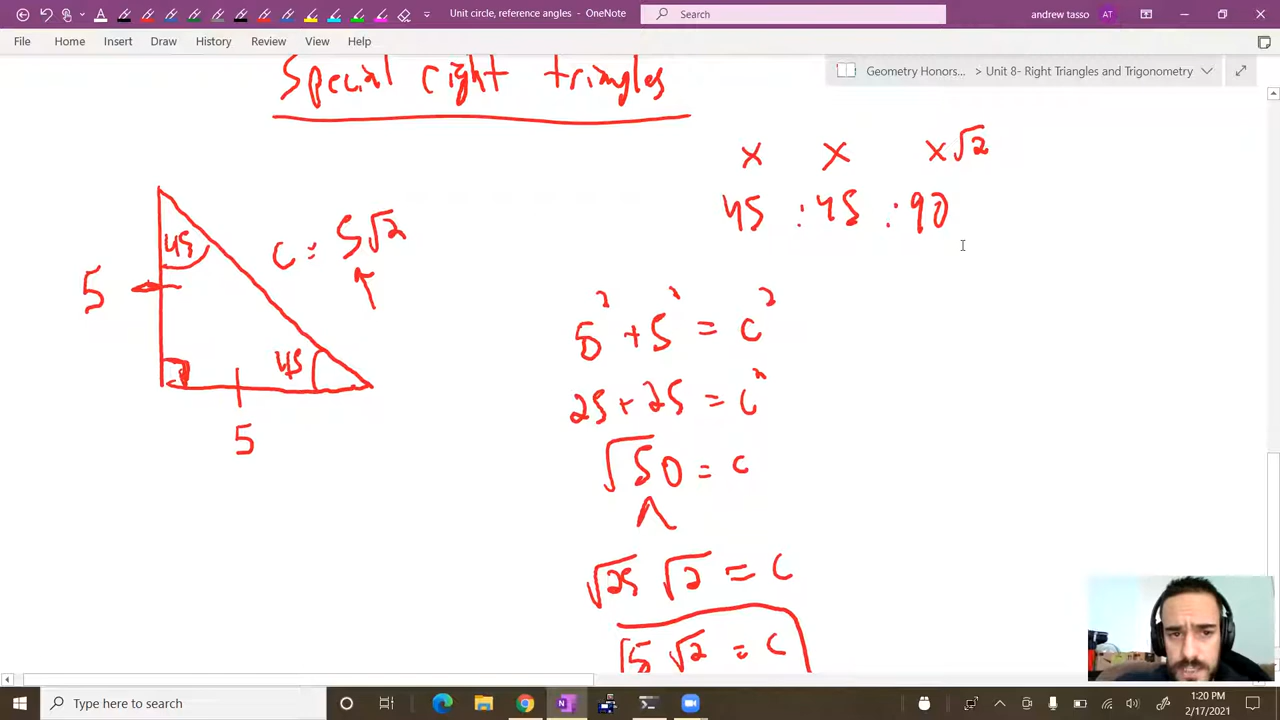 Unit circle, reference angles - OneNote
Search
andrew tasso
AT
File Home Insert Draw History Review View Help
Geometry Honors... > Unit 8- Right Triangles and Trigonometry
Special right triangles
x x x√2
45 : 45 : 90
45
c = 5√2
5
45
5
5² + 5² = c²
25 + 25 = c²
√50 = c
√25 √2 = c
5 √2 = c
Type here to search
1:20 PM
2/17/2021